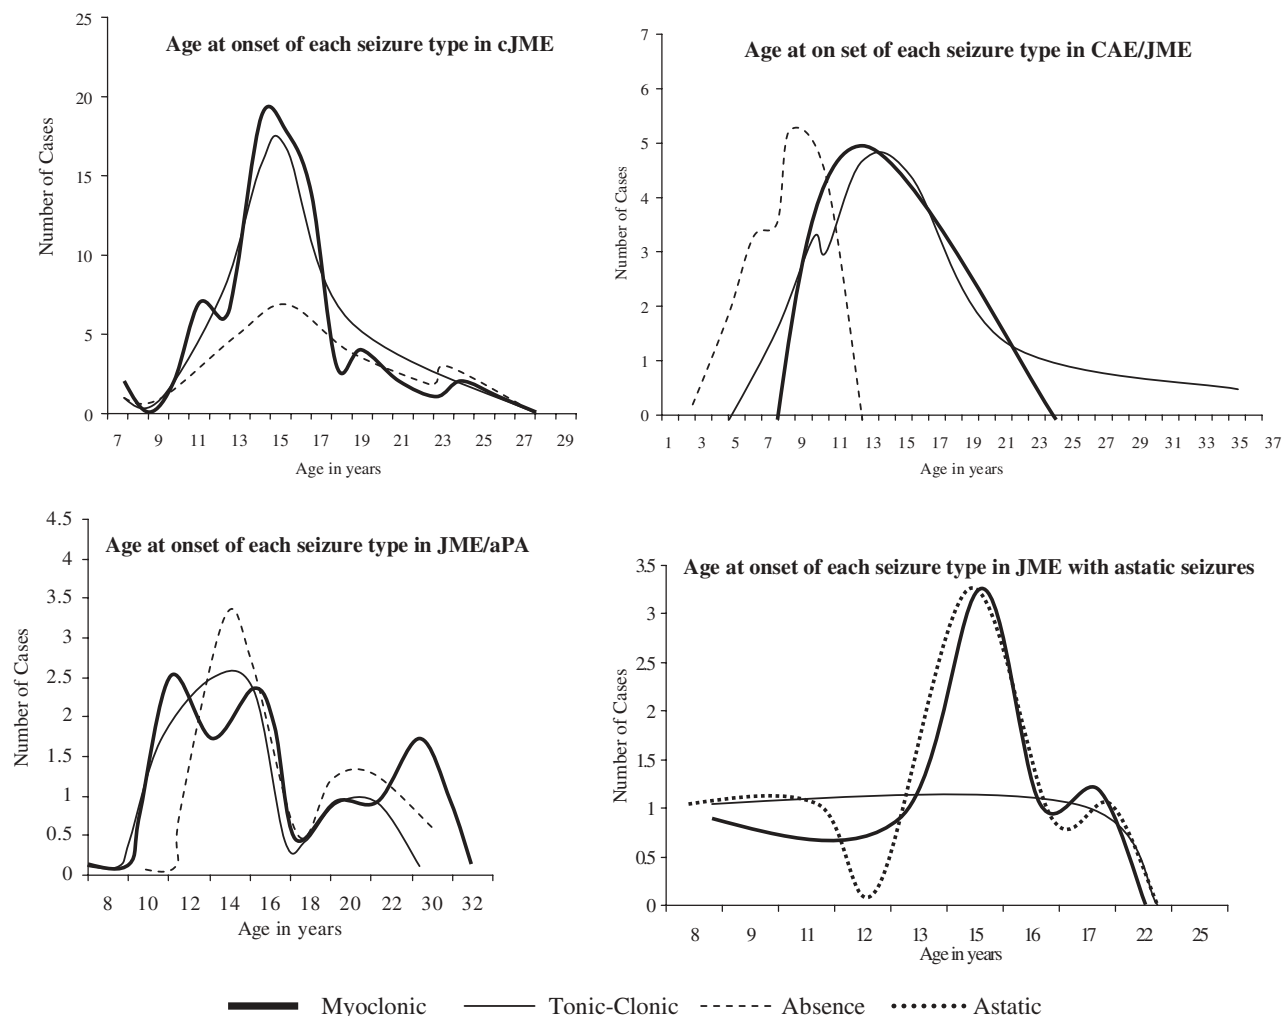 Age at onset of each seizure type in cJME
Number of Cases
25
20
15
10
5
0
7 9 11 13 15 17 19 21 23 25 27 29
Age in years
Age at on set of each seizure type in CAE/JME
Number of Cases
7
6
5
4
3
2
1
0
1 3 5 7 9 11 13 15 17 19 21 23 25 27 29 31 33 35 37
Age in years
Age at onset of each seizure type in JME/aPA
Number of Cases
4.5
4
3.5
3
2.5
2
1.5
1
0.5
0
8 10 12 14 16 18 20 22 30 32
Age in years
Age at onset of each seizure type in JME with astatic seizures
Number of Cases
3.5
3
2.5
2
1.5
1
0.5
0
8 9 11 12 13 15 16 17 22 25
Age in years
Myoclonic Tonic-Clonic Absence Astatic